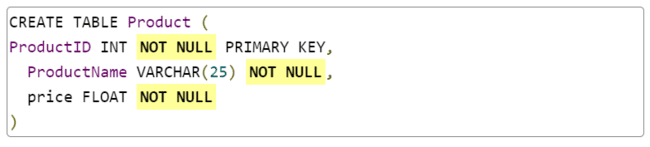 CREATE TABLE Product (
ProductID INT NOT NULL PRIMARY KEY,
ProductName VARCHAR(25) NOT NULL,
price FLOAT NOT NULL
)